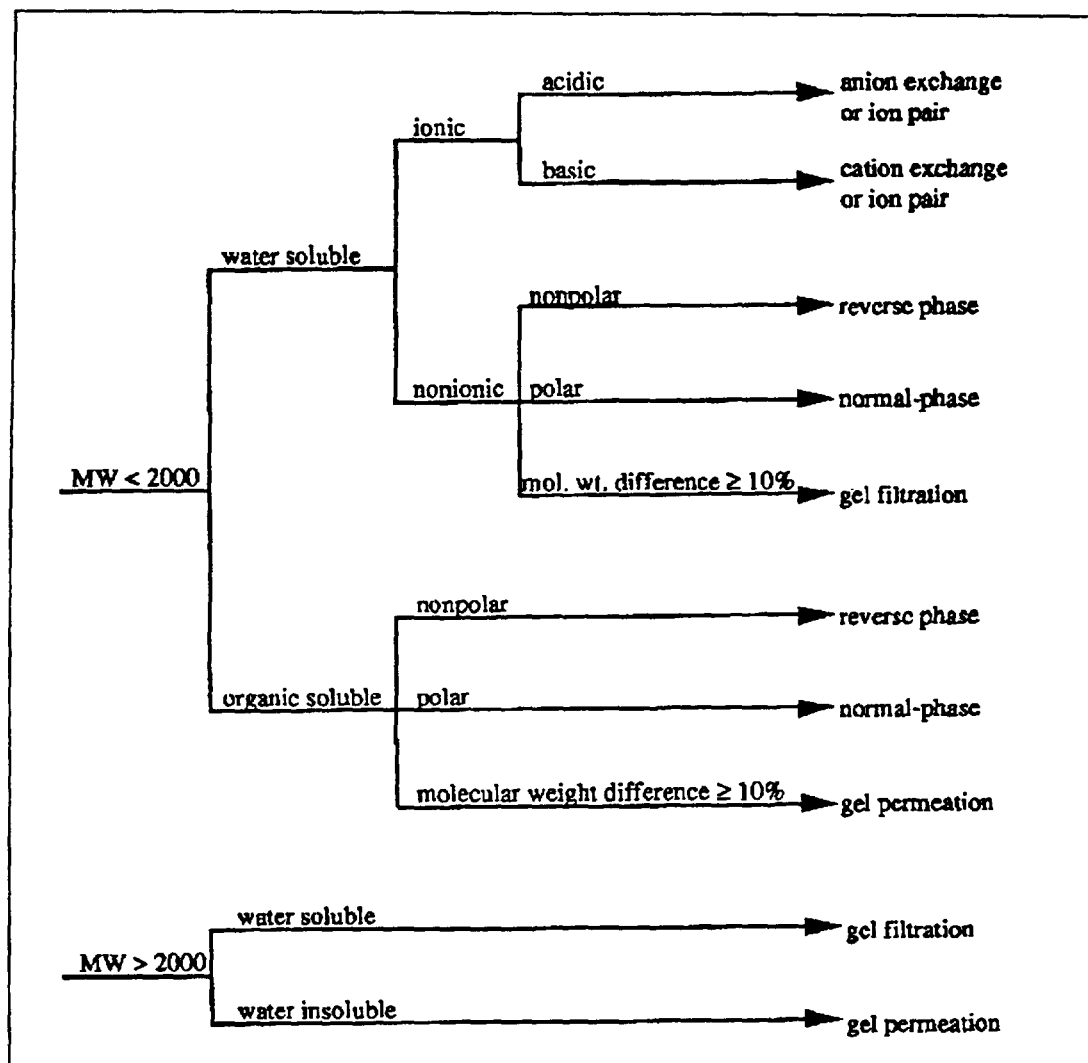 acidic
anion exchange
or ion pair
ionic
basic
cation exchange
or ion pair
water soluble
nonpolar
reverse phase
nonionic
polar
normal-phase
MW < 2000
mol. wt. difference ≥ 10%
gel filtration
nonpolar
reverse phase
organic soluble
polar
normal-phase
molecular weight difference ≥ 10%
gel permeation
water soluble
gel filtration
MW > 2000
water insoluble
gel permeation